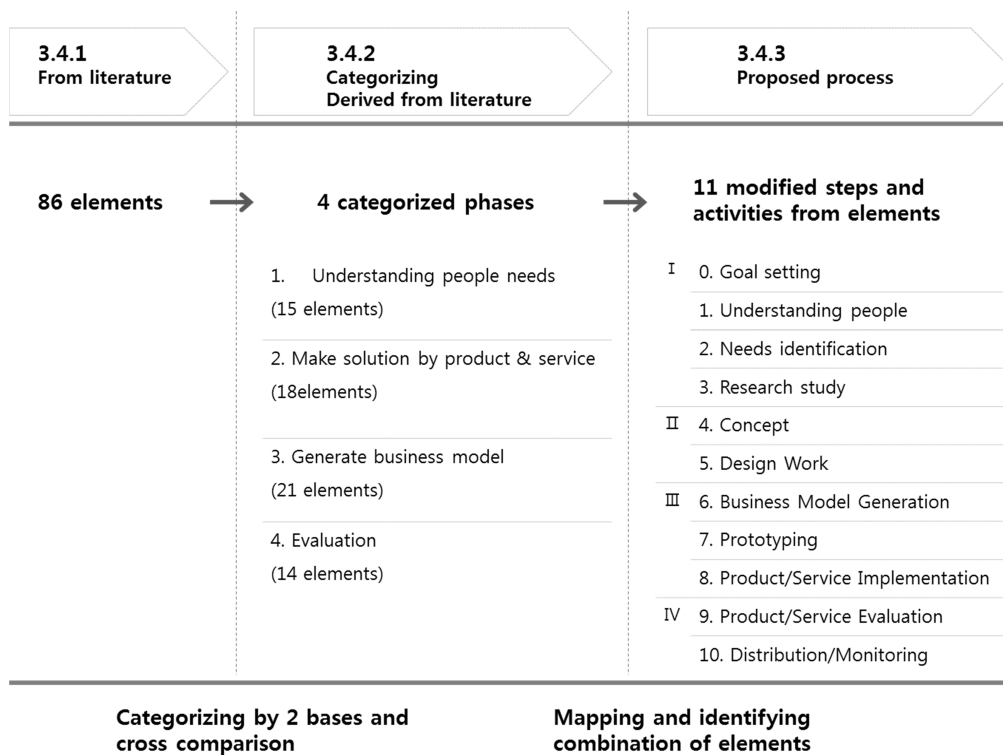 3.4.1
From literature
3.4.2
Categorizing
Derived from literature
3.4.3
Proposed process
86 elements
4 categorized phases
1. Understanding people needs
(15 elements)
2. Make solution by product & service
(18elements)
3. Generate business model
(21 elements)
4. Evaluation
(14 elements)
11 modified steps and
activities from elements
Ⅰ 0. Goal setting
1. Understanding people
2. Needs identification
3. Research study
Ⅱ 4. Concept
5. Design Work
Ⅲ 6. Business Model Generation
7. Prototyping
8. Product/Service Implementation
Ⅳ 9. Product/Service Evaluation
10. Distribution/Monitoring
Categorizing by 2 bases and
cross comparison
Mapping and identifying
combination of elements